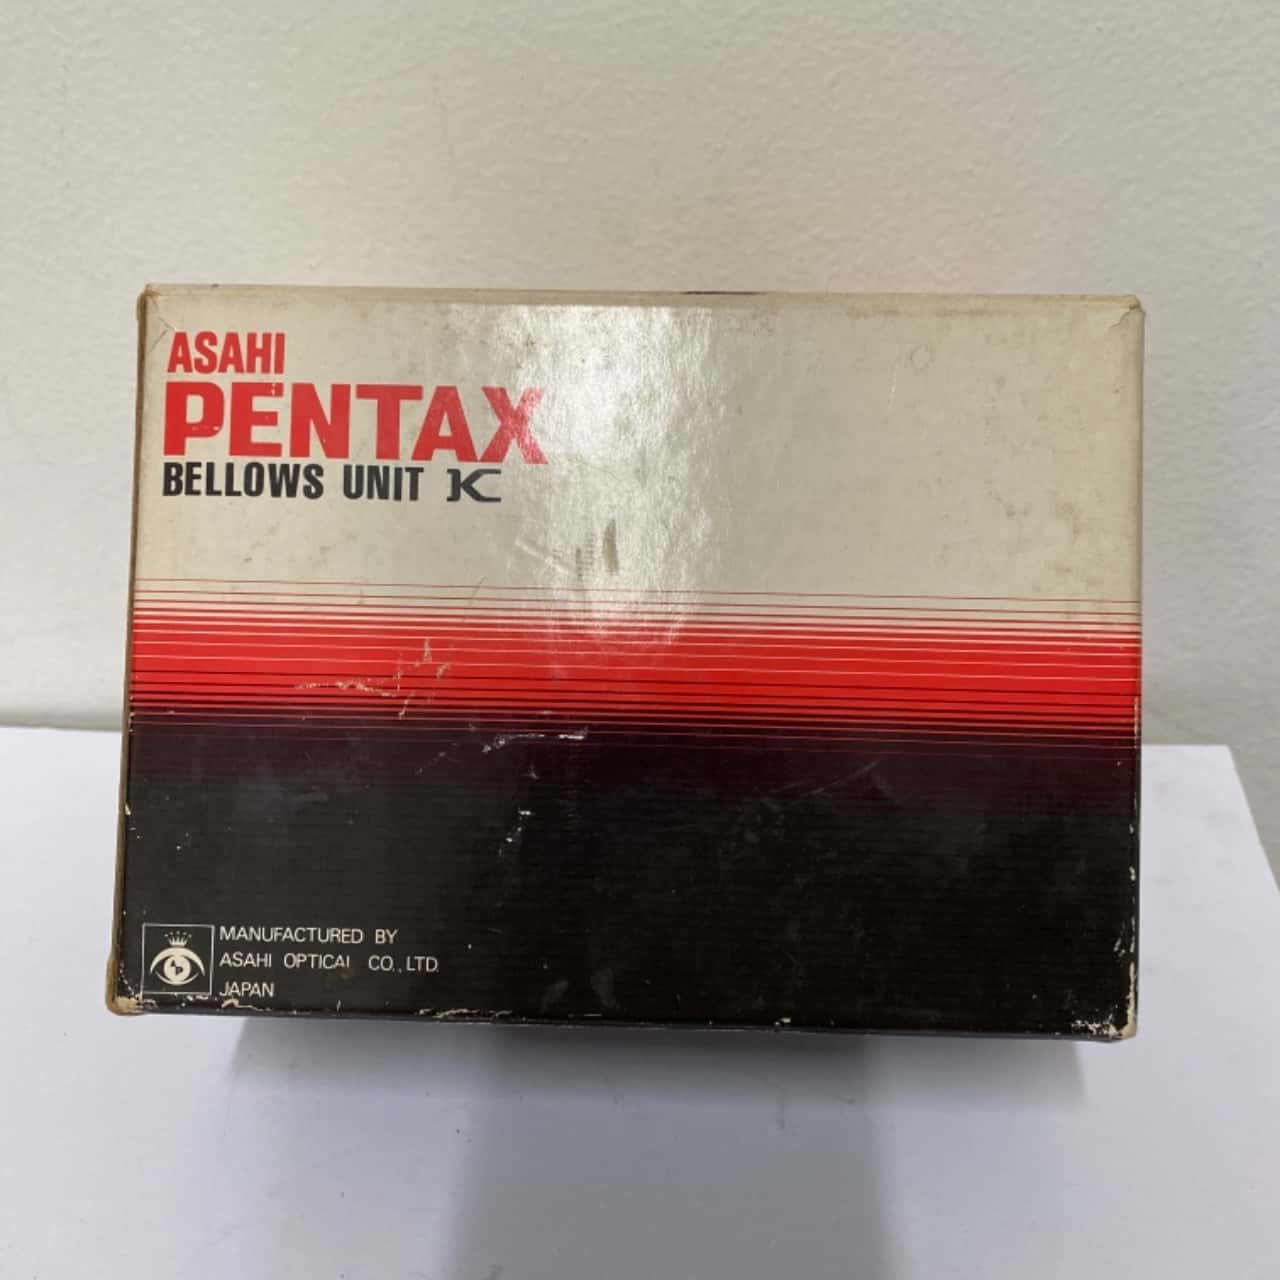 ASAHI
PENTAX
BELLOWS UNIT K
MANUFACTURED BY
ASAHI OPTICAL CO., LTD.
JAPAN